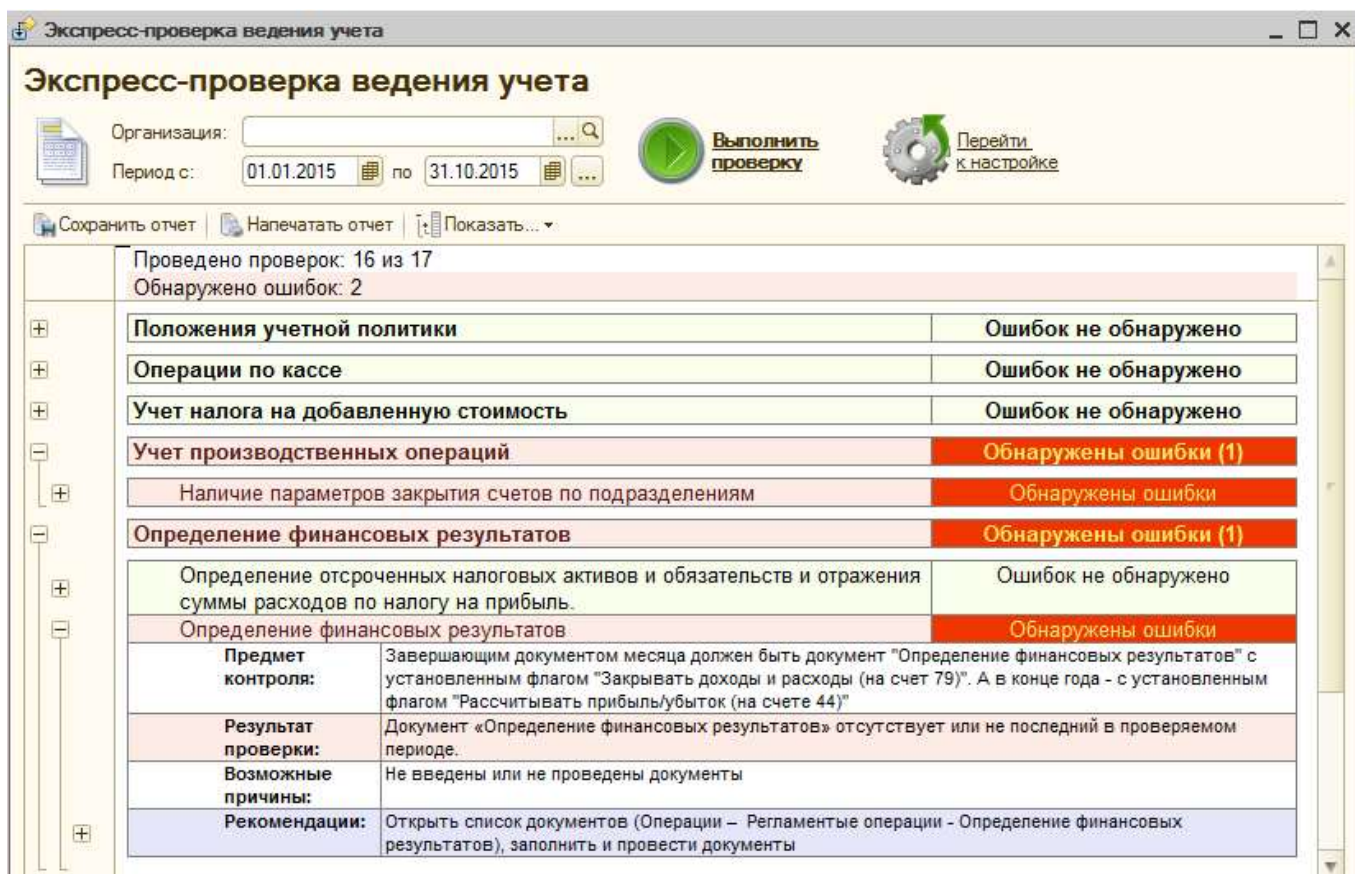 Экспресс-проверка ведения учета
Экспресс-проверка ведения учета
Организация: ...
Выполнить проверку
Перейти к настройке
Период с: 01.01.2015 по 31.10.2015 ...
Сохранить отчет Напечатать отчет Показать...
Проведено проверок: 16 из 17
Обнаружено ошибок: 2
Положения учетной политики Ошибок не обнаружено
Операции по кассе Ошибок не обнаружено
Учет налога на добавленную стоимость Ошибок не обнаружено
Учет производственных операций Обнаружены ошибки (1)
Наличие параметров закрытия счетов по подразделениям Обнаружены ошибки
Определение финансовых результатов Обнаружены ошибки (1)
Определение отсроченных налоговых активов и обязательств и отражения Ошибок не обнаружено
суммы расходов по налогу на прибыль.
Определение финансовых результатов Обнаружены ошибки
Предмет контроля:
Завершающим документом месяца должен быть документ "Определение финансовых результатов" с
установленным флагом "Закрывать доходы и расходы (на счет 79)". А в конце года - с установленным
флагом "Рассчитывать прибыль/убыток (на счете 44)"
Результат проверки:
Документ «Определение финансовых результатов» отсутствует или не последний в проверяемом
периоде.
Возможные причины:
Не введены или не проведены документы
Рекомендации:
Открыть список документов (Операции – Регламентые операции - Определение финансовых
результатов), заполнить и провести документы